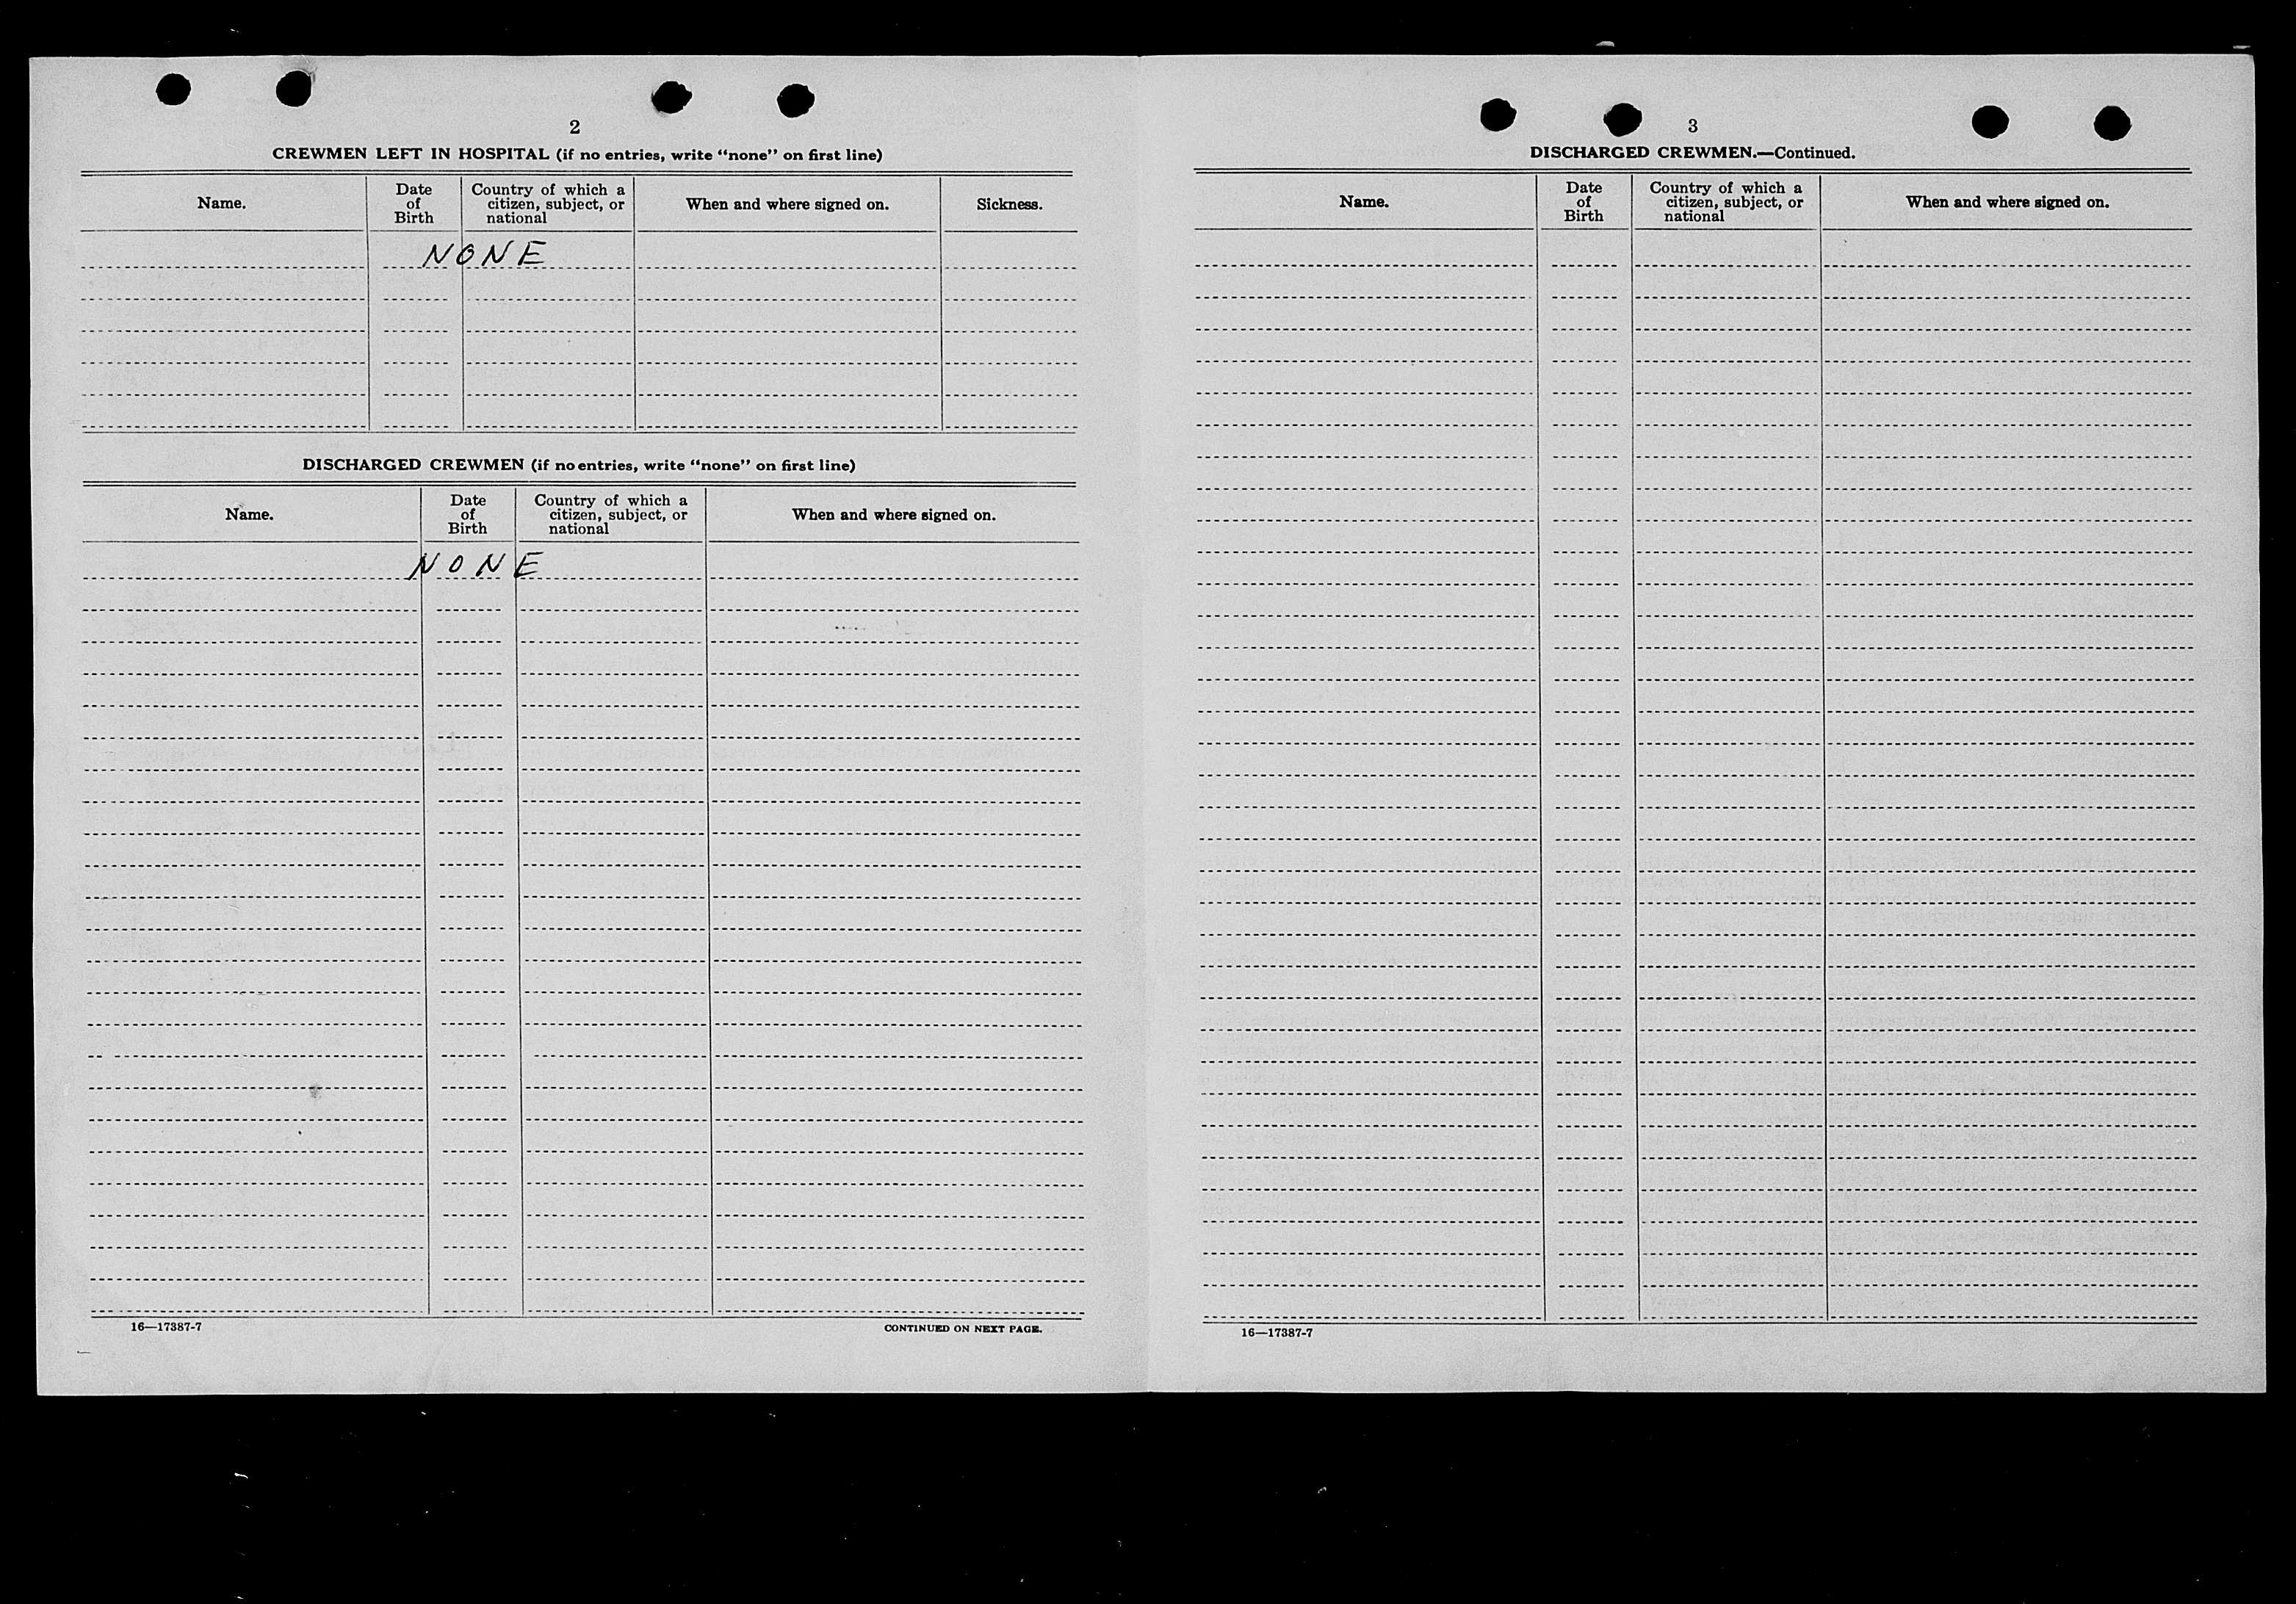 2
CREWMEN LEFT IN HOSPITAL (if no entries, write “none” on first line)
Name.
Date of Birth
Country of which a citizen, subject, or national
When and where signed on.
Sickness.
NONE
DISCHARGED CREWMEN (if no entries, write “none” on first line)
Name.
Date of Birth
Country of which a citizen, subject, or national
When and where signed on.
NONE
16—17387-7
CONTINUED ON NEXT PAGE.
3
DISCHARGED CREWMEN.—Continued.
Name.
Date of Birth
Country of which a citizen, subject, or national
When and where signed on.
16—17387-7